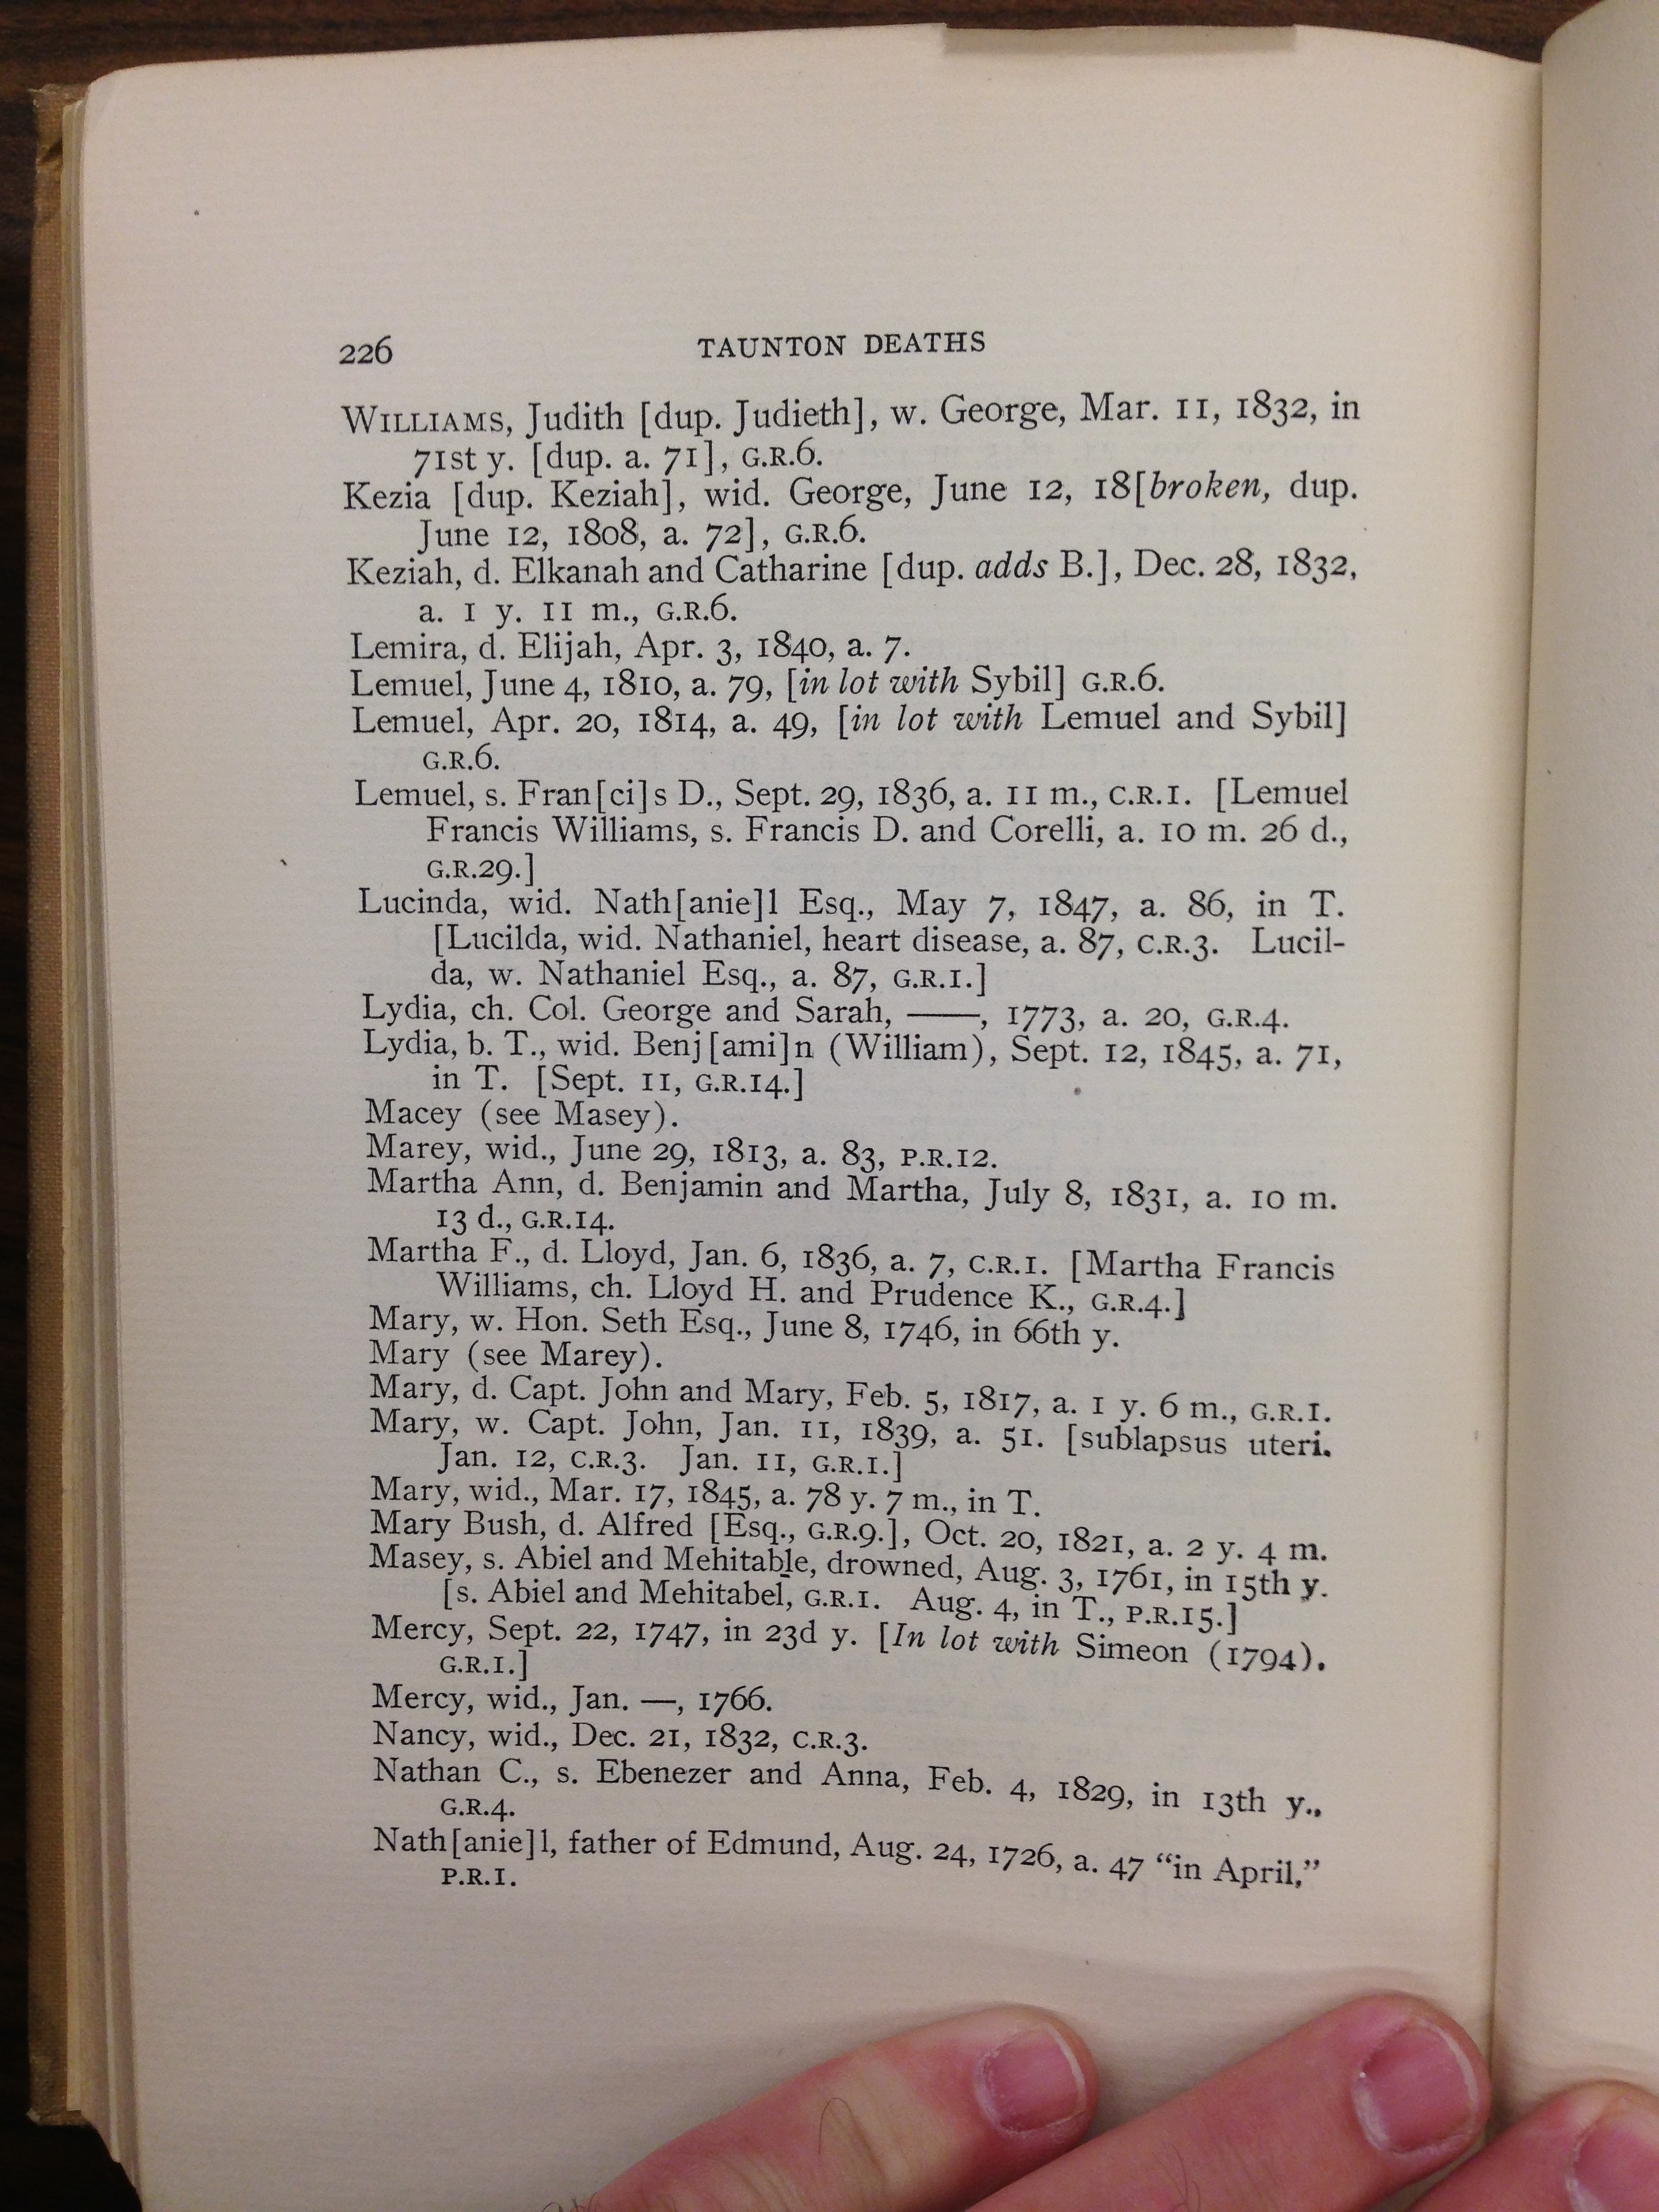 226 TAUNTON DEATHS
WILLIAMS, Judith [dup. Judieth], w. George, Mar. 11, 1832, in
71st y. [dup. a. 71], G.R.6.
Kezia [dup. Keziah], wid. George, June 12, 18[broken, dup.
June 12, 1808, a. 72], G.R.6.
Keziah, d. Elkanah and Catharine [dup. adds B.], Dec. 28, 1832,
a. 1 y. 11 m., G.R.6.
Lemira, d. Elijah, Apr. 3, 1840, a. 7.
Lemuel, June 4, 1810, a. 79, [in lot with Sybil] G.R.6.
Lemuel, Apr. 20, 1814, a. 49, [in lot with Lemuel and Sybil]
G.R.6.
Lemuel, s. Fran[ci]s D., Sept. 29, 1836, a. 11 m., C.R.1. [Lemuel
Francis Williams, s. Francis D. and Corelli, a. 10 m. 26 d.,
G.R.29.]
Lucinda, wid. Nath[anie]l Esq., May 7, 1847, a. 86, in T.
[Lucilda, wid. Nathaniel, heart disease, a. 87, C.R.3. Lucil-
da, w. Nathaniel Esq., a. 87, G.R.1.]
Lydia, ch. Col. George and Sarah, ——, 1773, a. 20, G.R.4.
Lydia, b. T., wid. Benj[ami]n (William), Sept. 12, 1845, a. 71,
in T. [Sept. 11, G.R.14.]
Macey (see Masey).
Marey, wid., June 29, 1813, a. 83, P.R.12.
Martha Ann, d. Benjamin and Martha, July 8, 1831, a. 10 m.
13 d., G.R.14.
Martha F., d. Lloyd, Jan. 6, 1836, a. 7, C.R.1. [Martha Francis
Williams, ch. Lloyd H. and Prudence K., G.R.4.]
Mary, w. Hon. Seth Esq., June 8, 1746, in 66th y.
Mary (see Marey).
Mary, d. Capt. John and Mary, Feb. 5, 1817, a. 1 y. 6 m., G.R.1.
Mary, w. Capt. John, Jan. 11, 1839, a. 51. [sublapsus uteri.
Jan. 12, C.R.3. Jan. 11, G.R.1.]
Mary, wid., Mar. 17, 1845, a. 78 y. 7 m., in T.
Mary Bush, d. Alfred [Esq., G.R.9.], Oct. 20, 1821, a. 2 y. 4 m.
Masey, s. Abiel and Mehitable, drowned, Aug. 3, 1761, in 15th y.
[s. Abiel and Mehitabel, G.R.1. Aug. 4, in T., P.R.15.]
Mercy, Sept. 22, 1747, in 23d y. [In lot with Simeon (1794).
G.R.1.]
Mercy, wid., Jan. —, 1766.
Nancy, wid., Dec. 21, 1832, C.R.3.
Nathan C., s. Ebenezer and Anna, Feb. 4, 1829, in 13th y.,
G.R.4.
Nath[anie]l, father of Edmund, Aug. 24, 1726, a. 47 “in April,”
P.R.1.